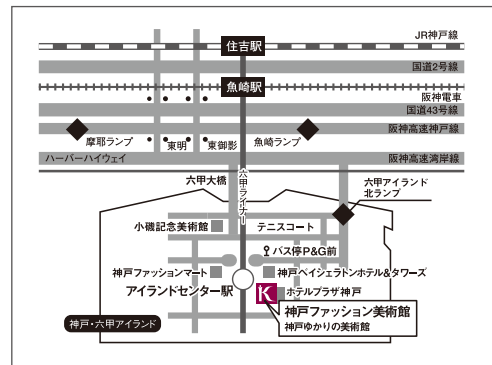 JR神戸線
住吉駅
国道2号線
魚崎駅
阪神電車
国道43号線
阪神高速神戸線
摩耶ランプ
東明
東御影
魚崎ランプ
ハーバーハイウェイ
阪神高速湾岸線
六甲大橋
六甲ライナー
六甲アイランド
北ランプ
小磯記念美術館
テニスコート
バス停P&G前
神戸ファッションマート
神戸ベイシェラトンホテル&タワーズ
アイランドセンター駅
K
ホテルプラザ神戸
神戸ファッション美術館
神戸ゆかりの美術館
神戸・六甲アイランド